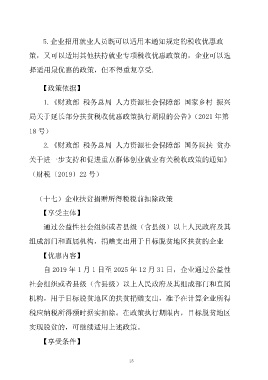 5.企业招用就业人员既可以适用本通知规定的税收优惠政
策，又可以适用其他扶持就业专项税收优惠政策的，企业可以选
择适用最优惠的政策，但不得重复享受。
【政策依据】
1.《财政部 税务总局 人力资源社会保障部 国家乡村 振兴
局关于延长部分扶贫税收优惠政策执行期限的公告》（2021 年第
18 号）
2.《财政部 税务总局 人力资源社会保障部 国务院扶 贫办
关于进一步支持和促进重点群体创业就业有关税收政策的通知》
（财税〔2019〕22 号）
（十七）企业扶贫捐赠所得税税前扣除政策
【享受主体】
通过公益性社会组织或者县级（含县级）以上人民政府及其
组成部门和直属机构，捐赠支出用于目标脱贫地区扶贫的企业
【优惠内容】
自 2019 年 1 月 1 日至 2025 年 12 月 31 日，企业通过公益性
社会组织或者县级（含县级）以上人民政府及其组成部门和直属
机构，用于目标脱贫地区的扶贫捐赠支出，准予在计算企业所得
税应纳税所得额时据实扣除。在政策执行期限内，目标脱贫地区
实现脱贫的，可继续适用上述政策。
【享受条件】